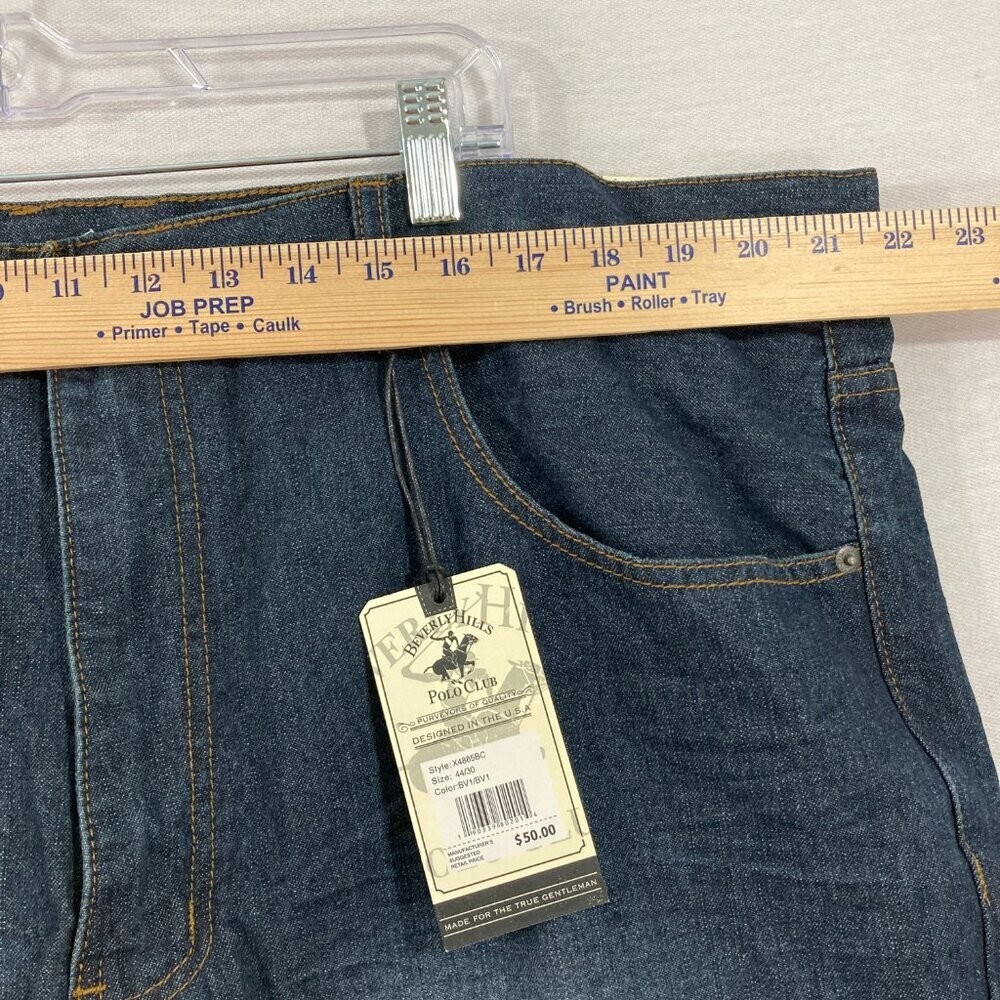 11 12 13 14 15 16 17 18 19 20 21 22 23
JOB PREP
• Primer • Tape • Caulk
PAINT
• Brush • Roller • Tray
BEVERLY HILLS
POLO CLUB
PURVEYORS OF QUALITY
DESIGNED IN THE U.S.A
Style:X4865BC
Size: 44/30
Color:BV1/BV1
$50.00
MANUFACTURER'S
SUGGESTED
RETAIL PRICE
MADE FOR THE TRUE GENTLEMAN